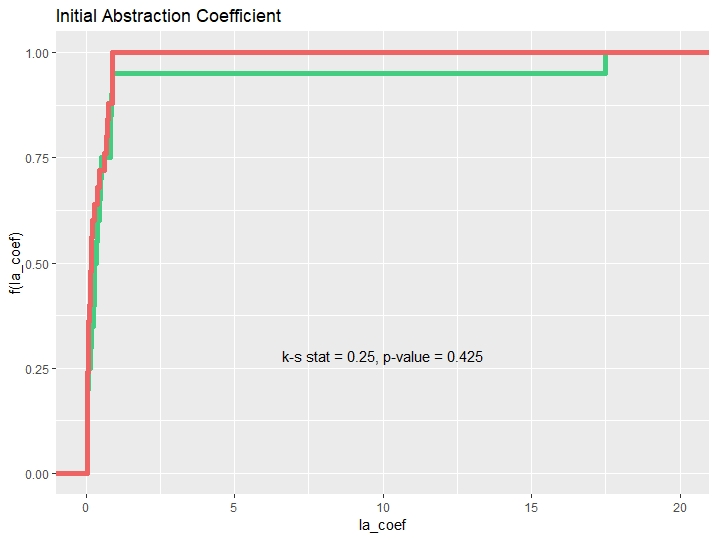 Initial Abstraction Coefficient
1.00
0.75
0.50
0.25
0.00
f(Ia_coef)
k-s stat = 0.25, p-value = 0.425
0 5 10 15 20
Ia_coef